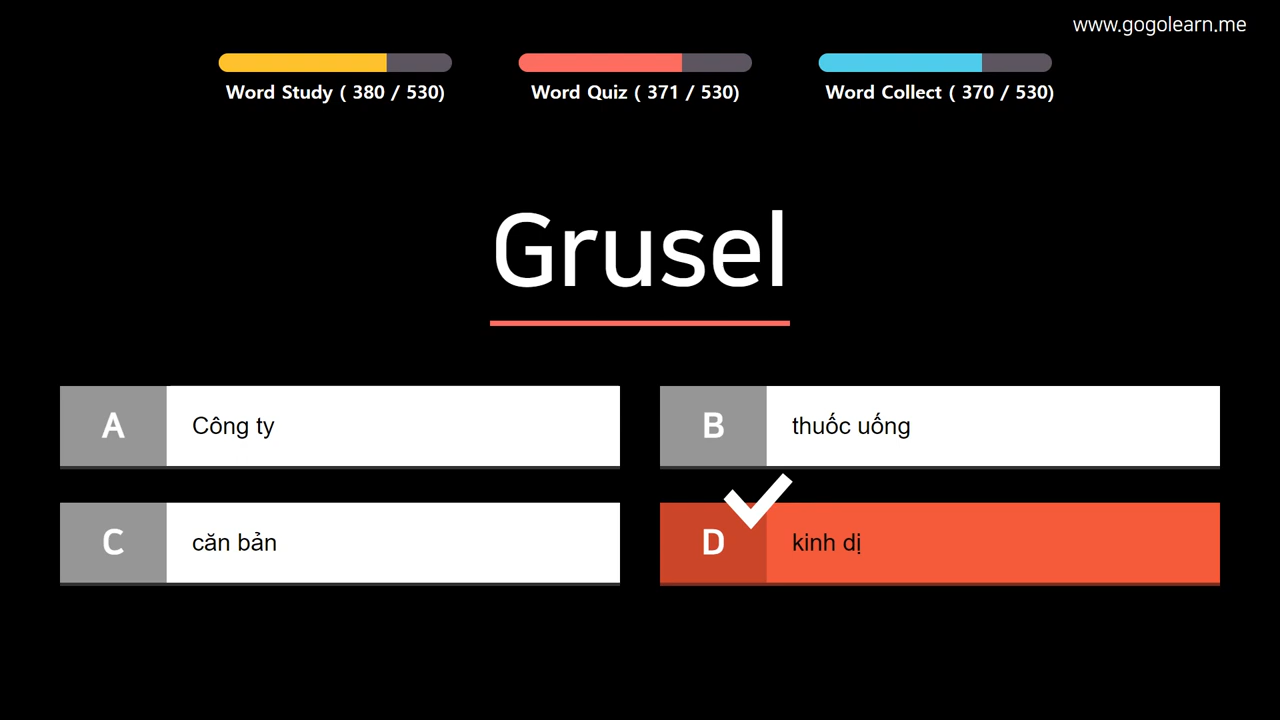 www.gogolearn.me
Word Study ( 380 / 530)
Word Quiz ( 371 / 530)
Word Collect ( 370 / 530)
Grusel
A
Công ty
B
thuốc uống
C
căn bản
D
kinh dị